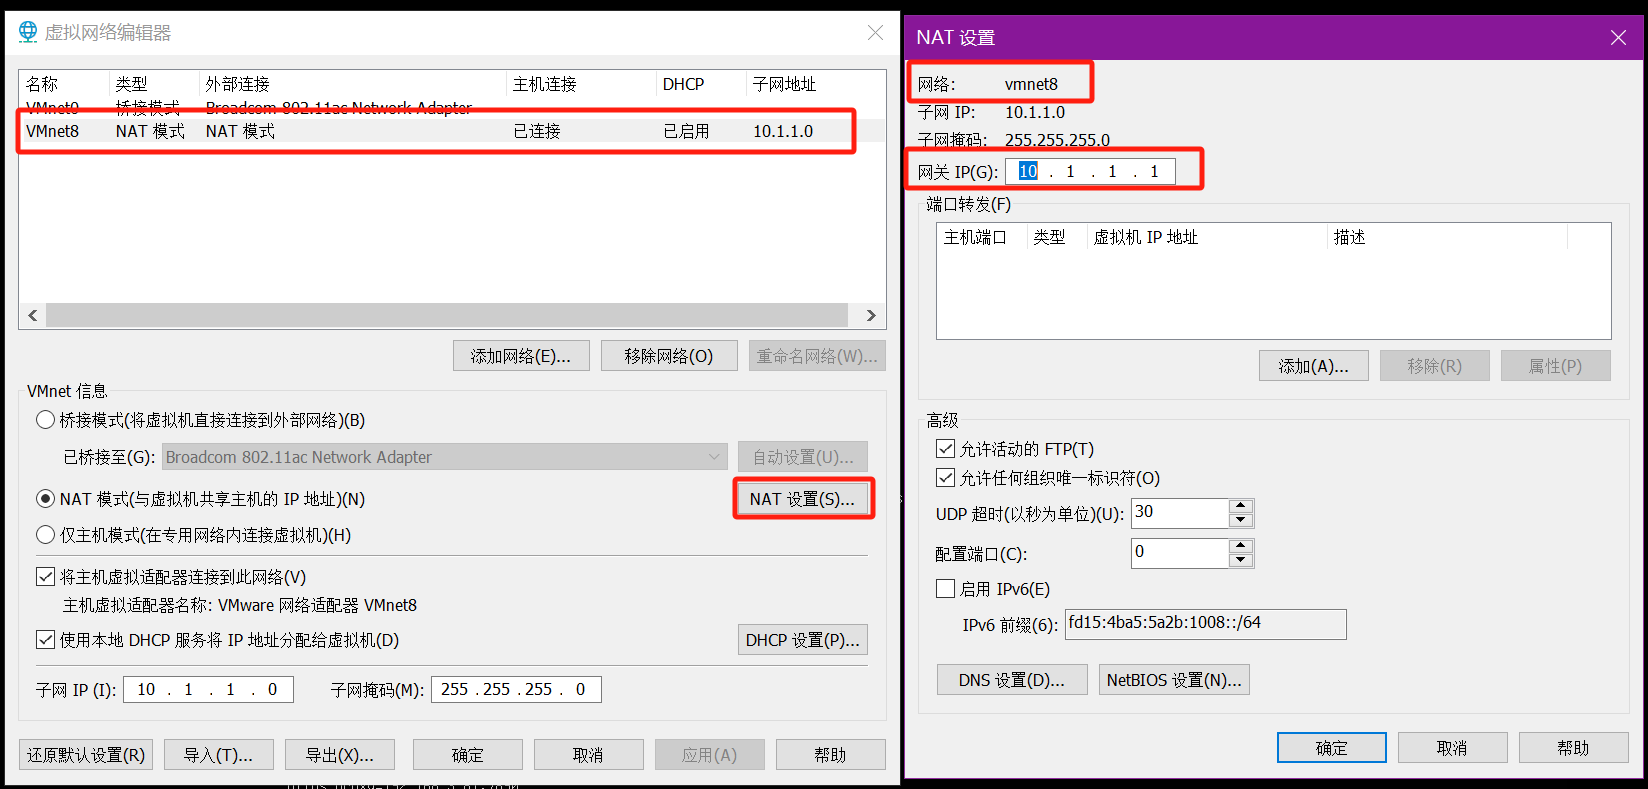 虚拟网络编辑器
名称 类型 外部连接 主机连接 DHCP 子网地址
VMnet0 桥接模式 Broadcom 802.11ac Network Adapter
VMnet8 NAT 模式 NAT 模式 已连接 已启用 10.1.1.0
添加网络(E)... 移除网络(O) 重命名网络(W)...
VMnet 信息
桥接模式(将虚拟机直接连接到外部网络)(B)
已桥接至(G): Broadcom 802.11ac Network Adapter 自动设置(U)...
NAT 模式(与虚拟机共享主机的 IP 地址)(N) NAT 设置(S)...
仅主机模式(在专用网络内连接虚拟机)(H)
将主机虚拟适配器连接到此网络(V)
主机虚拟适配器名称: VMware 网络适配器 VMnet8
使用本地 DHCP 服务将 IP 地址分配给虚拟机(D) DHCP 设置(P)...
子网 IP (I): 10 . 1 . 1 . 0 子网掩码(M): 255 . 255 . 255 . 0
还原默认设置(R) 导入(T)... 导出(X)... 确定 取消 应用(A) 帮助
NAT 设置
网络: vmnet8
子网 IP: 10.1.1.0
子网掩码: 255.255.255.0
网关 IP(G): 10 . 1 . 1 . 1
端口转发(F)
主机端口 类型 虚拟机 IP 地址 描述
添加(A)... 移除(R) 属性(P)
高级
允许活动的 FTP(T)
允许任何组织唯一标识符(O)
UDP 超时(以秒为单位)(U): 30
配置端口(C): 0
启用 IPv6(E)
IPv6 前缀(6): fd15:4ba5:5a2b:1008::/64
DNS 设置(D)... NetBIOS 设置(N)...
确定 取消 帮助